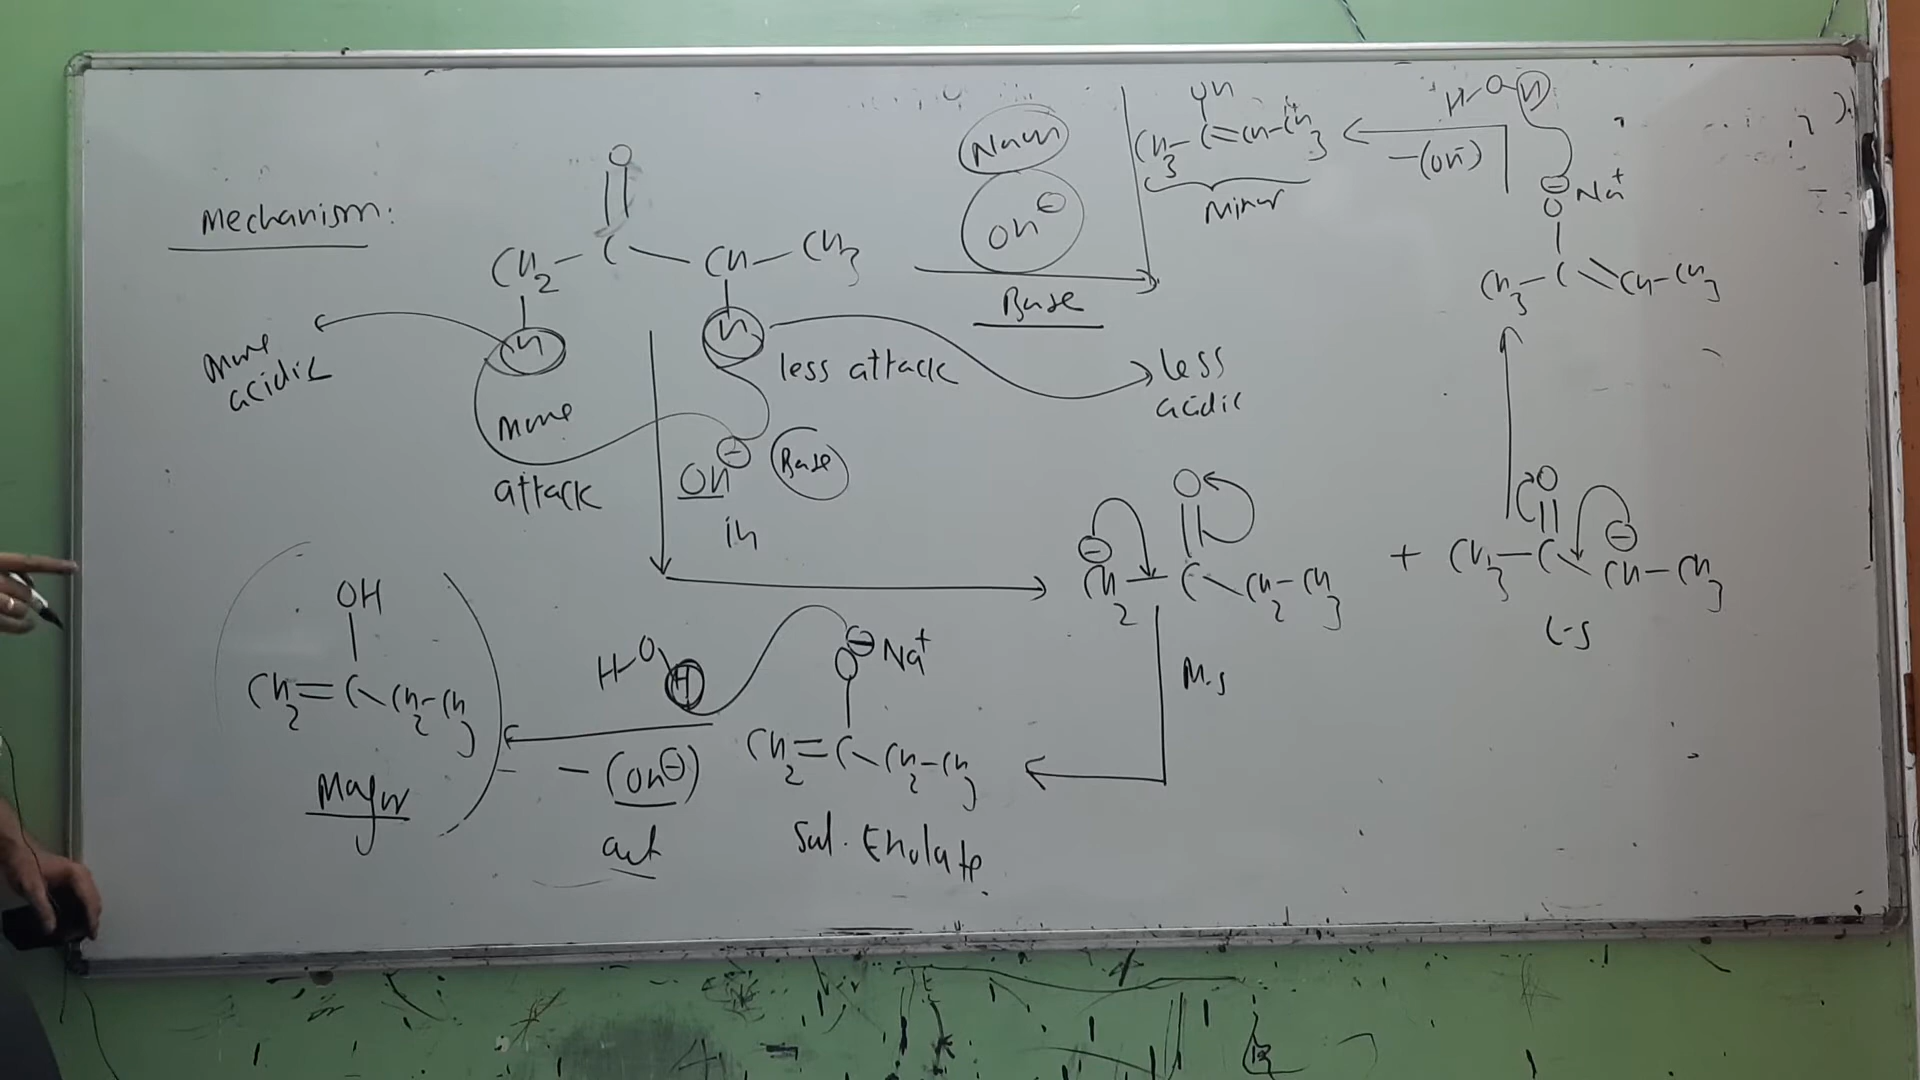 Mechanism:
O
CH2 - C - CH - CH3
H
H
more
acidic
more
attack
less attack
less
acidic
NaOH
OH⊖
Base
OH⊖
Base
in
OH
CH3 - C = CH - CH3
Minor
H-O-H
-(OH-)
⊖ Na+
O
CH3 - C = CH - CH3
O
⊖
CH2 - C - CH2 - CH3
+
O
⊖
CH3 - C - CH - CH3
L-s
M.s
⊖ Na+
O
CH2 = C - CH2 - CH3
Enolate
H-O-H
- (OH⊖)
OH
CH2 = C - CH2 - CH3
Major